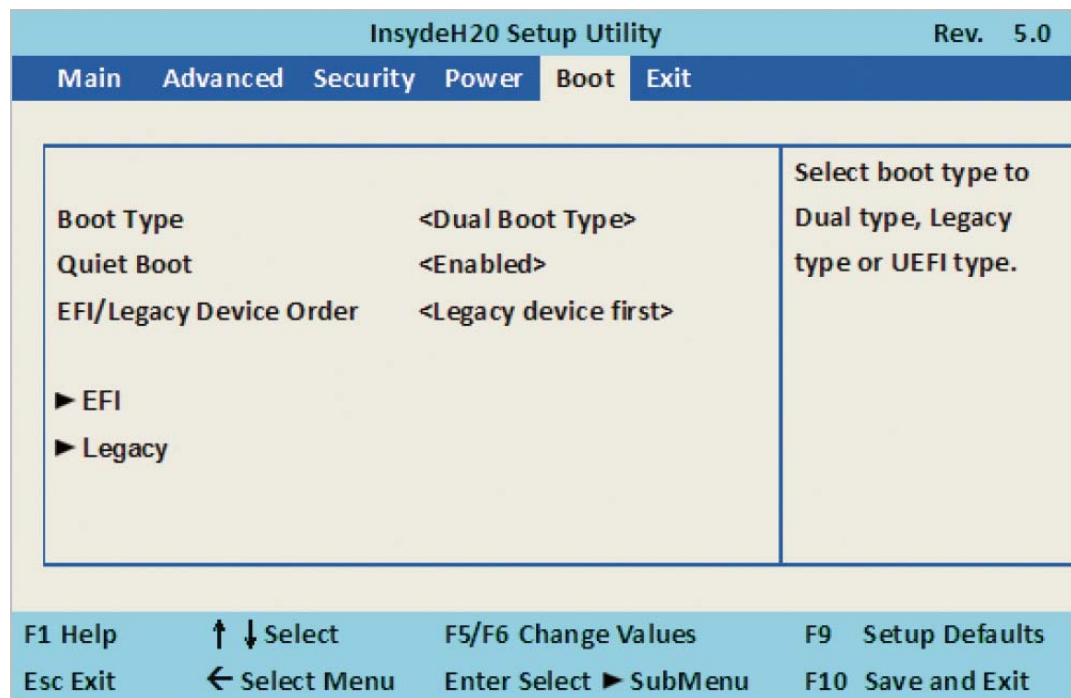 InsydeH20 Setup Utility Rev. 5.0
Main Advanced Security Power Boot Exit
Boot Type <Dual Boot Type>
Quiet Boot <Enabled>
EFI/Legacy Device Order <Legacy device first>
► EFI
► Legacy
Select boot type to
Dual type, Legacy
type or UEFI type.
F1 Help ↑ ↓ Select F5/F6 Change Values F9 Setup Defaults
Esc Exit ← Select Menu Enter Select ► SubMenu F10 Save and Exit